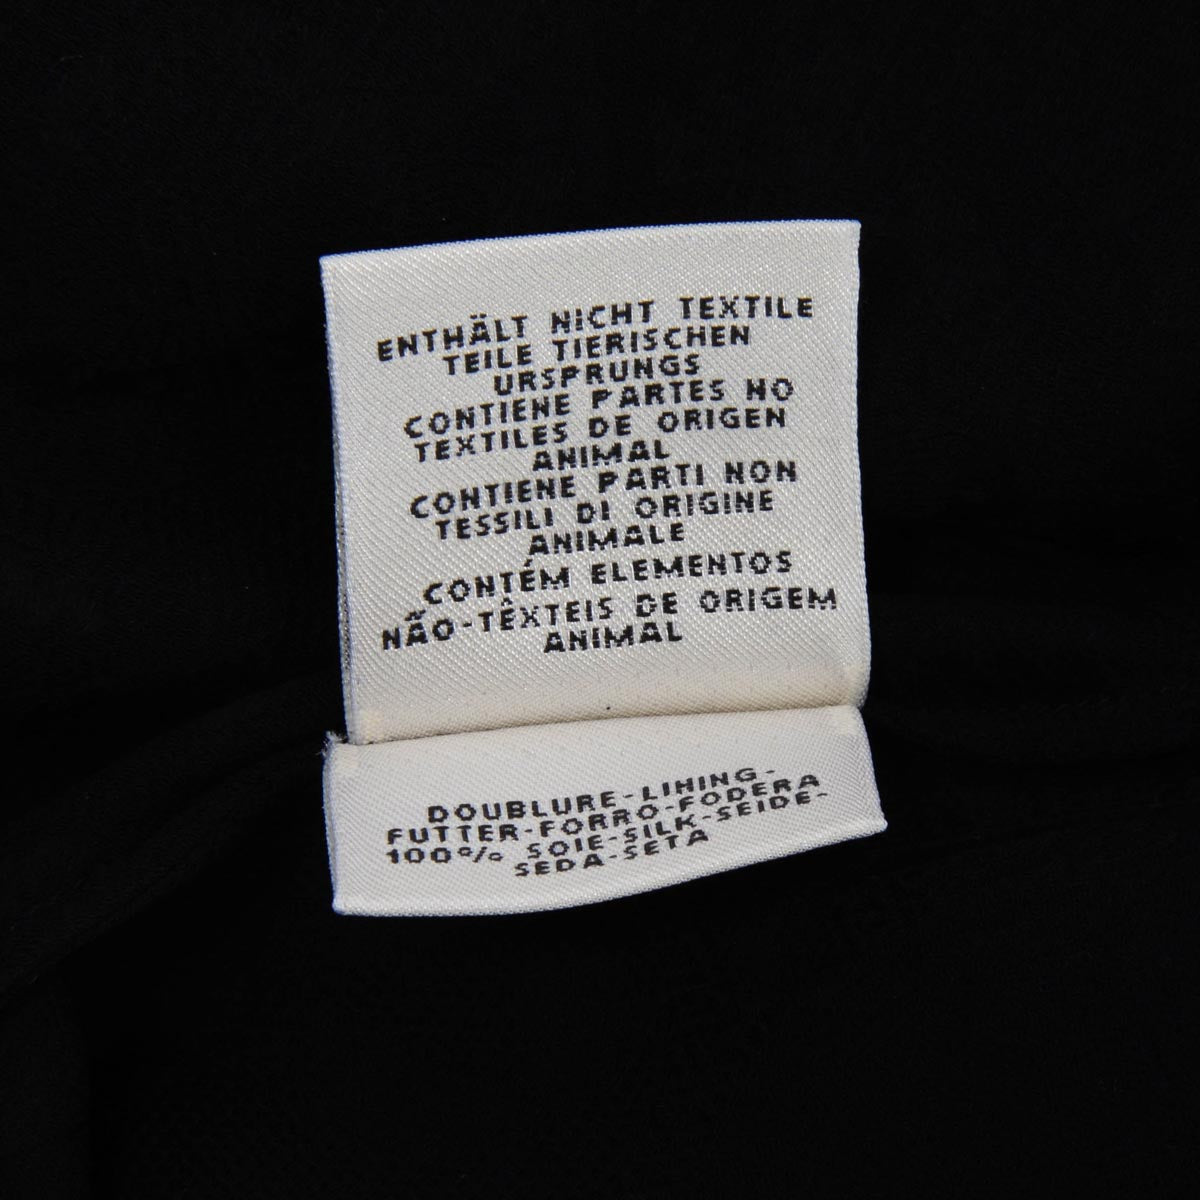 ENTHÄLT NICHT TEXTILE
TEILE TIERISCHEN
URSPRUNGS
CONTIENE PARTES NO
TEXTILES DE ORIGEN
ANIMAL
CONTIENE PARTI NON
TESSILI DI ORIGINE
ANIMALE
CONTÉM ELEMENTOS
NÃO-TÊXTEIS DE ORIGEM
ANIMAL
DOUBLURE-LINING-
FUTTER-FORRO-FODERA
100% SOIE-SILK-SEIDE-
SEDA-SETA